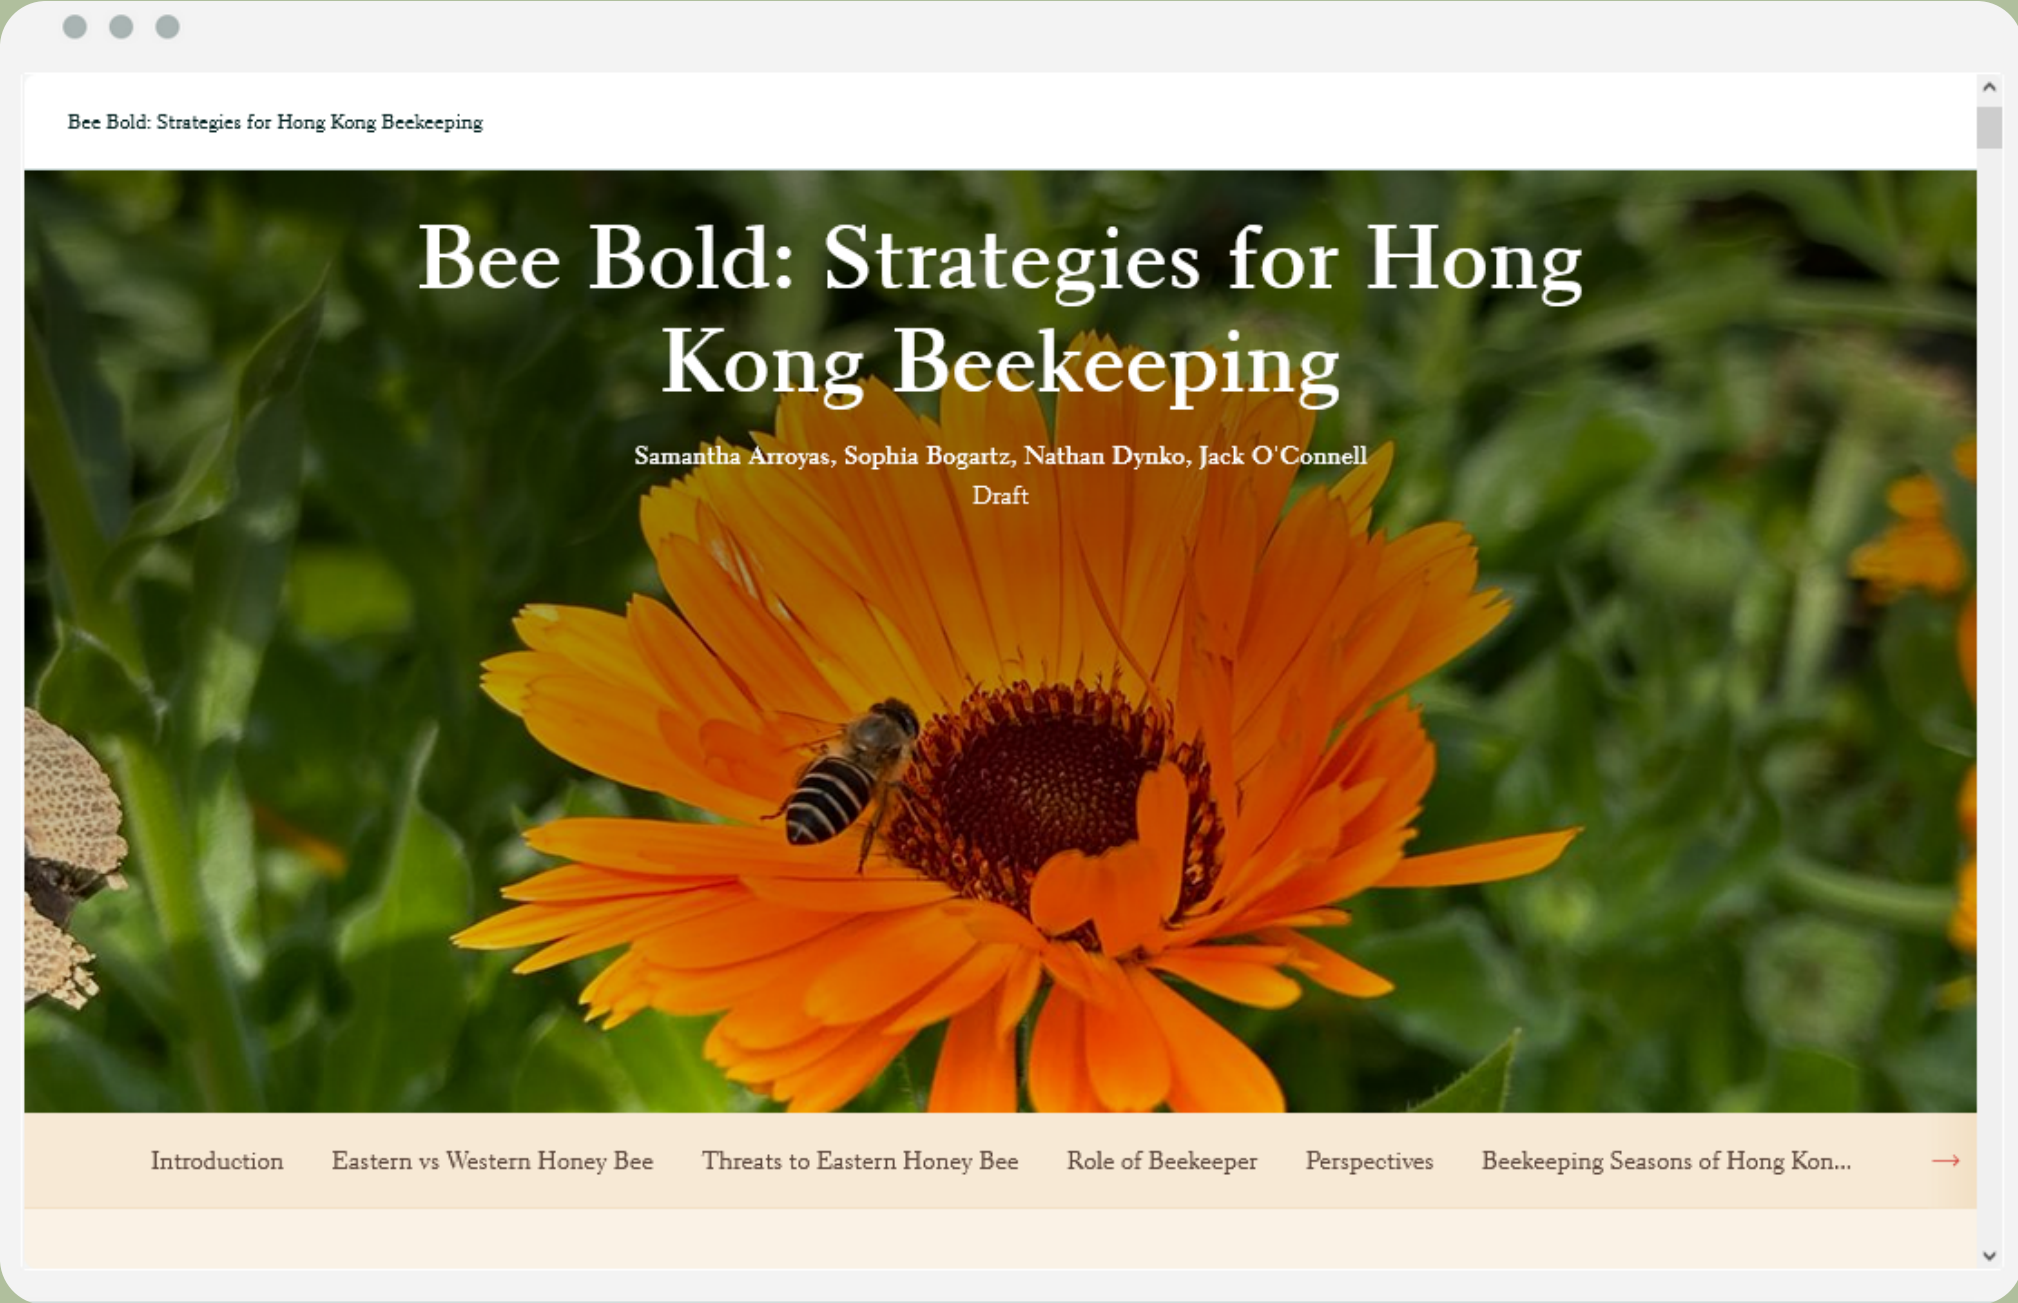 Bee Bold: Strategies for Hong Kong Beekeeping
Bee Bold: Strategies for Hong
Kong Beekeeping
Samantha Arroyas, Sophia Bogartz, Nathan Dynko, Jack O'Connell
Draft
Introduction
Eastern vs Western Honey Bee
Threats to Eastern Honey Bee
Role of Beekeeper
Perspectives
Beekeeping Seasons of Hong Kon...